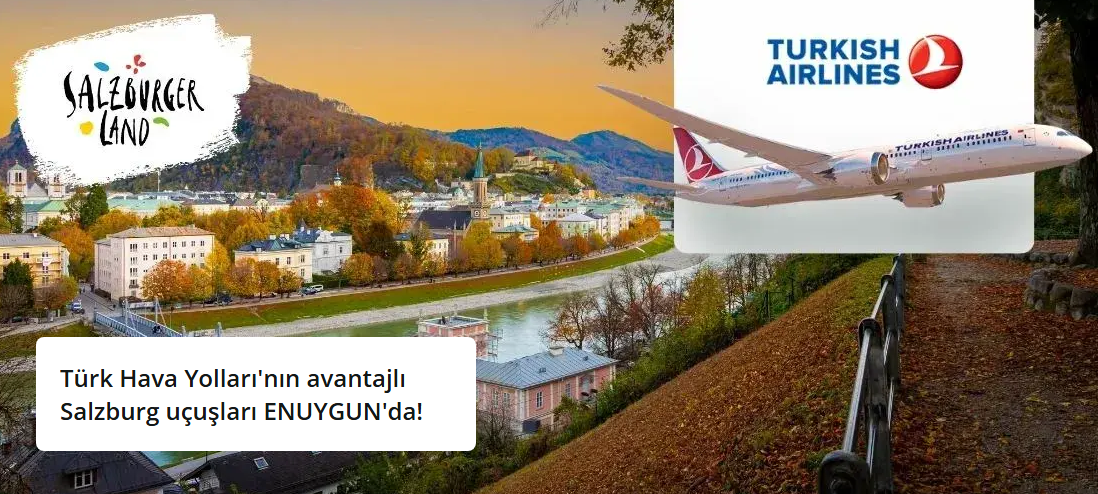 SALZBURGER
LAND
TURKISH
AIRLINES
TURKISH AIRLINES
Türk Hava Yolları'nın avantajlı
Salzburg uçuşları ENUYGUN'da!